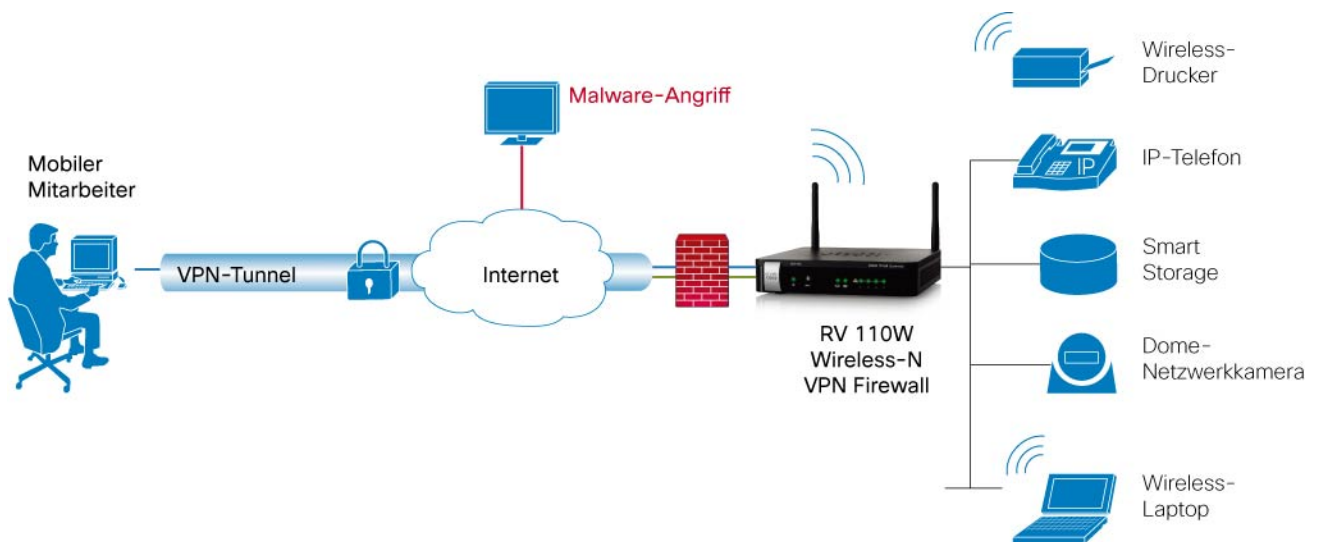 Malware-Angriff
Mobiler
Mitarbeiter
VPN-Tunnel
Internet
RV 110W
Wireless-N
VPN Firewall
Wireless-
Drucker
IP
IP-Telefon
Smart
Storage
Dome-
Netzwerkkamera
Wireless-
Laptop